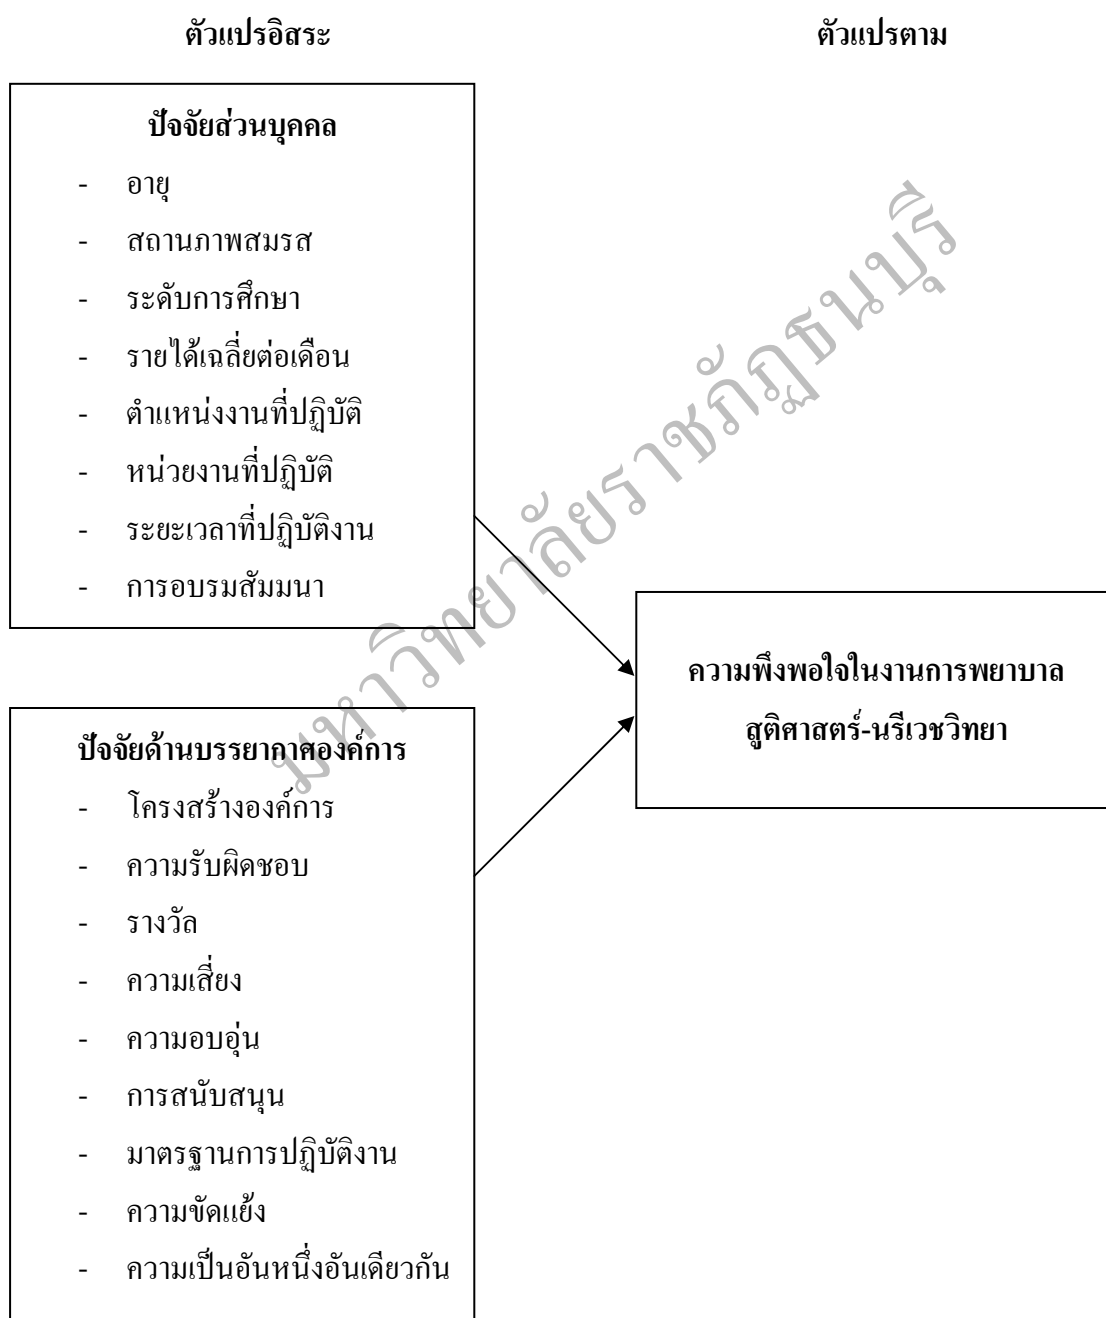 ตัวแปรอิสระ
ตัวแปรตาม
ปัจจัยส่วนบุคคล
- อายุ
- สถานภาพสมรส
- ระดับการศึกษา
- รายได้เฉลี่ยต่อเดือน
- ตำแหน่งงานที่ปฏิบัติ
- หน่วยงานที่ปฏิบัติ
- ระยะเวลาที่ปฏิบัติงาน
- การอบรมสัมมนา
ปัจจัยด้านบรรยากาศองค์การ
- โครงสร้างองค์การ
- ความรับผิดชอบ
- รางวัล
- ความเสี่ยง
- ความอบอุ่น
- การสนับสนุน
- มาตรฐานการปฏิบัติงาน
- ความขัดแย้ง
- ความเป็นอันหนึ่งอันเดียวกัน
ความพึงพอใจในงานการพยาบาล
สูติศาสตร์-นรีเวชวิทยา
มหาวิทยาลัยราชภัฏธนบุรี